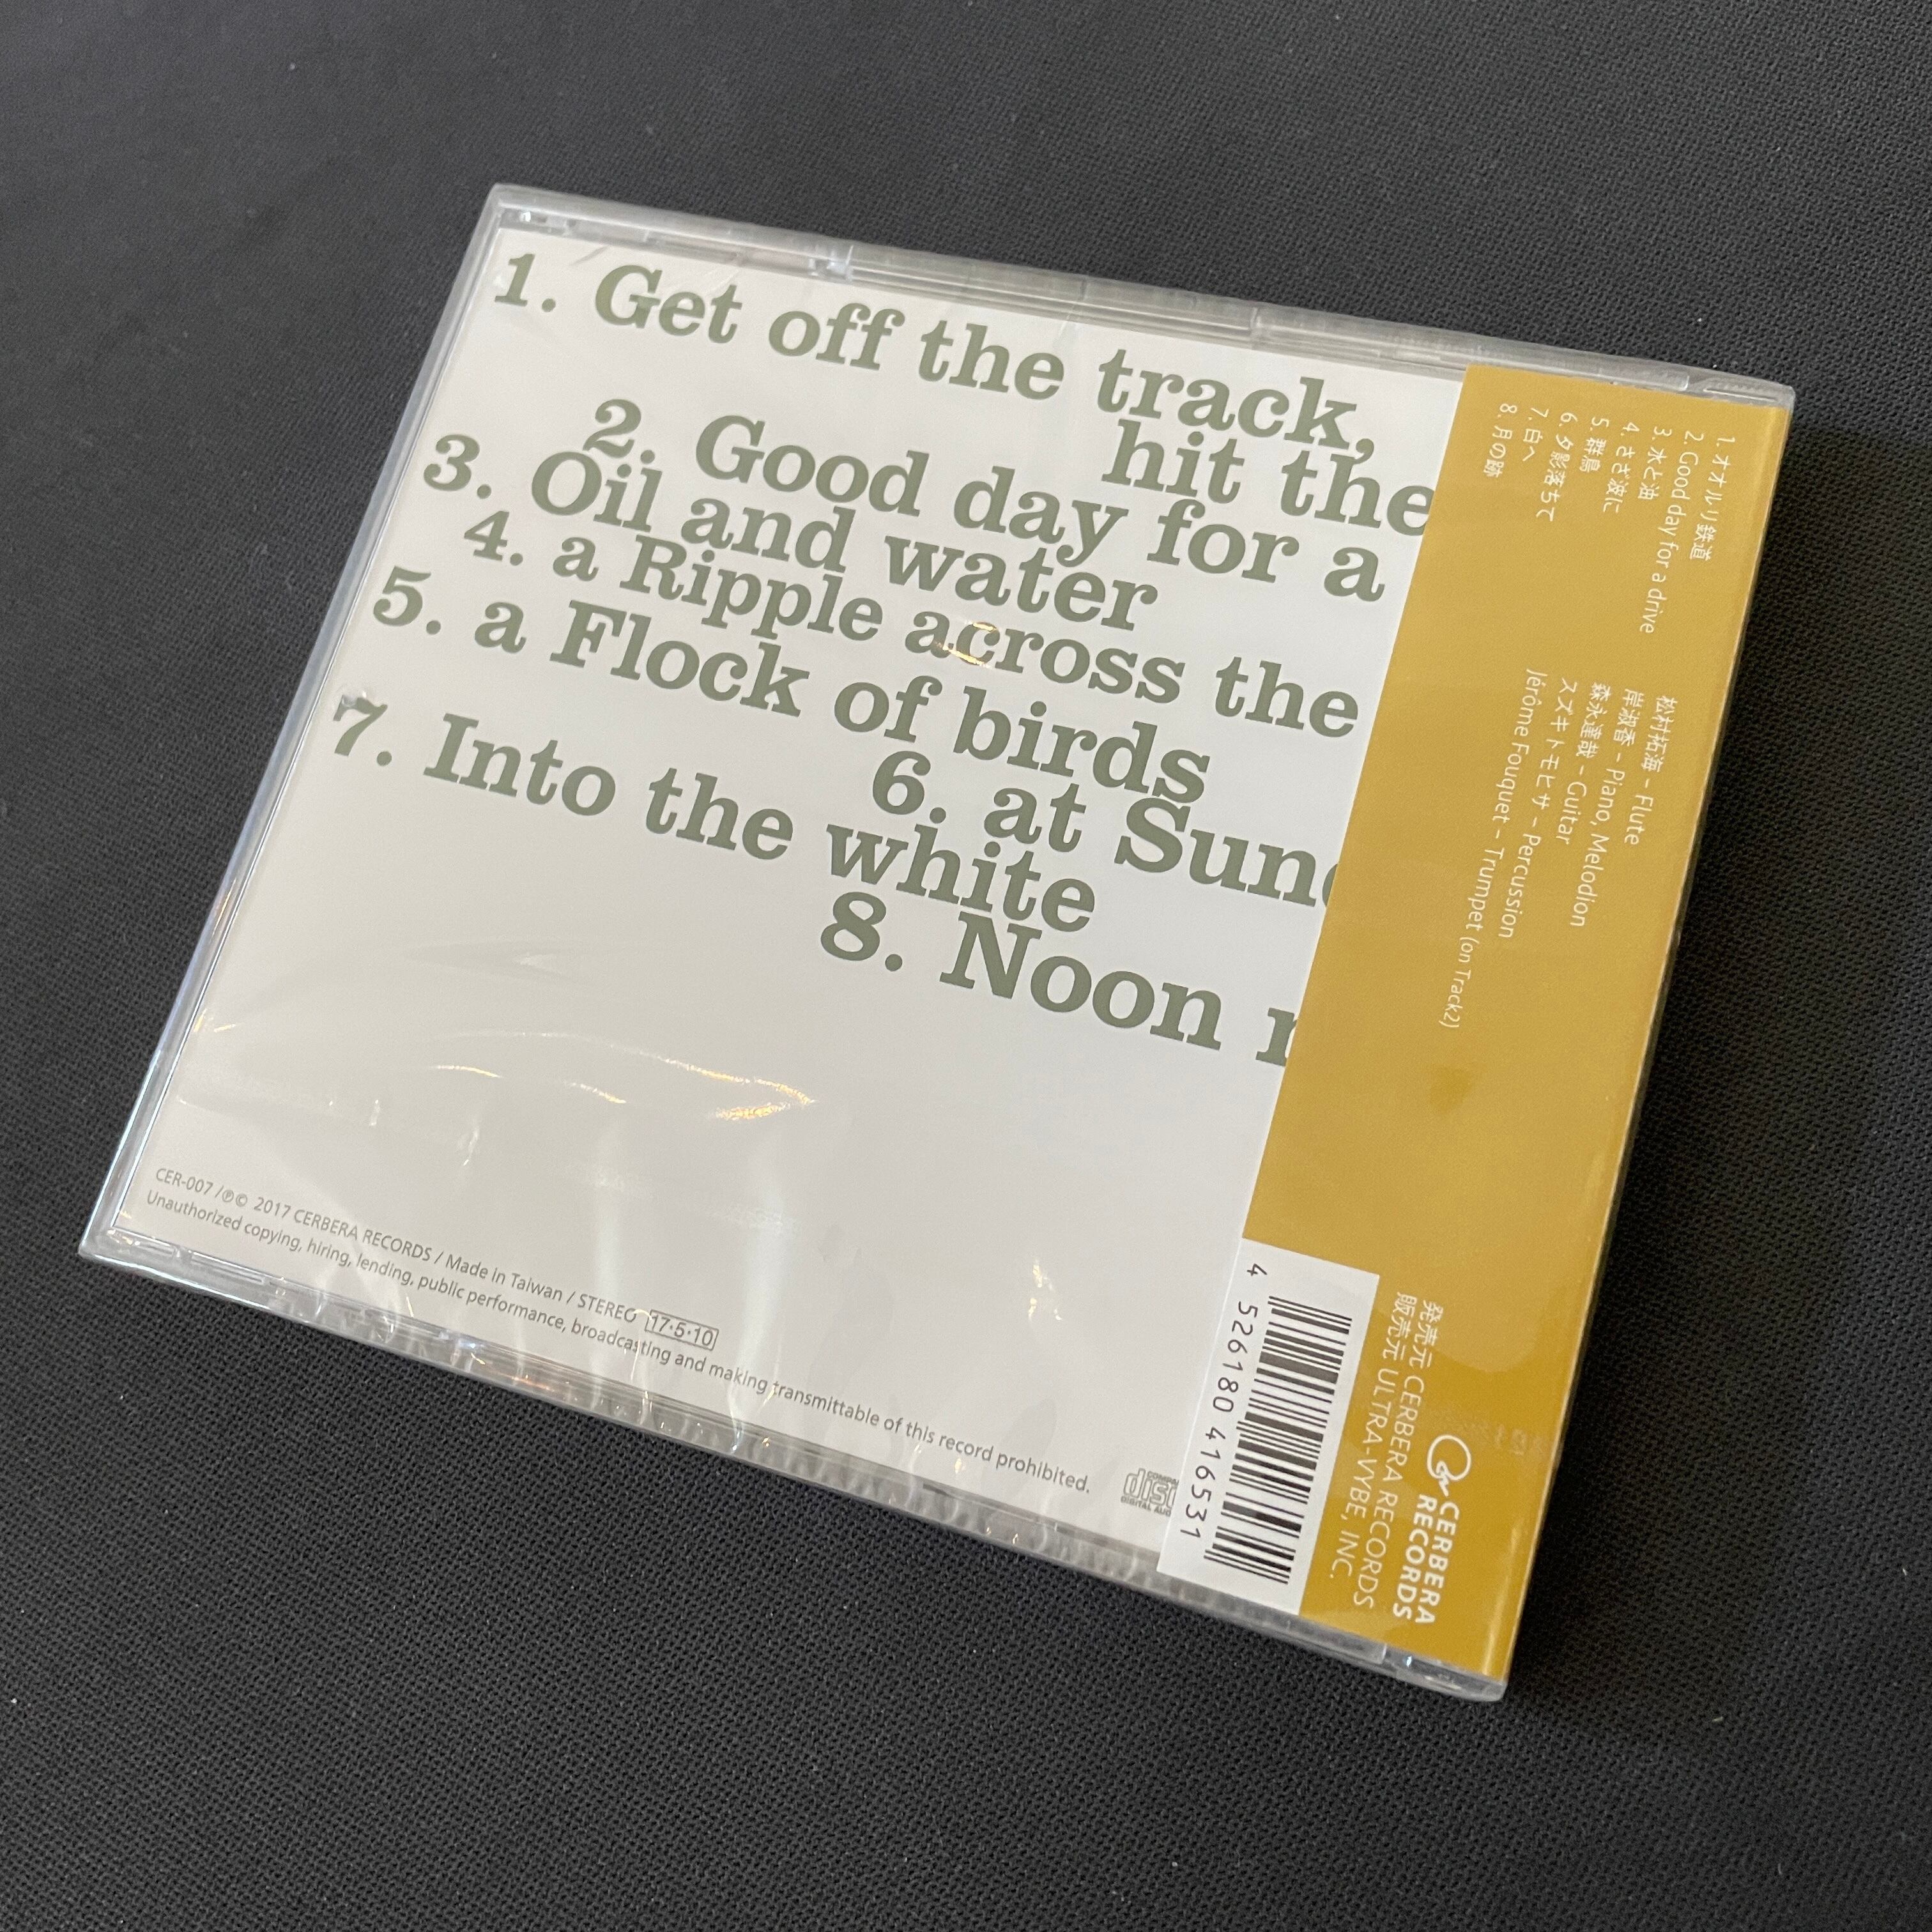 1. Get off the track,
hit the
2. Good day for a
3. Oil and water
4. a Ripple across the
5. a Flock of birds
6. at Sun
7. Into the white
8. Noon
CER-007 /℗© 2017 CERBERA RECORDS / Made in Taiwan / STEREO 17·5·10
Unauthorized copying, hiring, lending, public performance, broadcasting and making transmittable of this record prohibited.
1. オオルリ鉄道
2. Good day for a drive
3. 水と油
4. さざ波に
5. 群鳥
6. 夕影落ちて
7. 白へ
8. 月の跡
松村拓海 – Flute
岸淑香 – Piano, Melodion
森永達哉 – Guitar
スズキトモヒサ – Percussion
Jérôme Fouquet – Trumpet (on Track2)
CERBERA
RECORDS
発売元 CERBERA RECORDS
販売元 ULTRA-VYBE, INC.
4 526180 416531